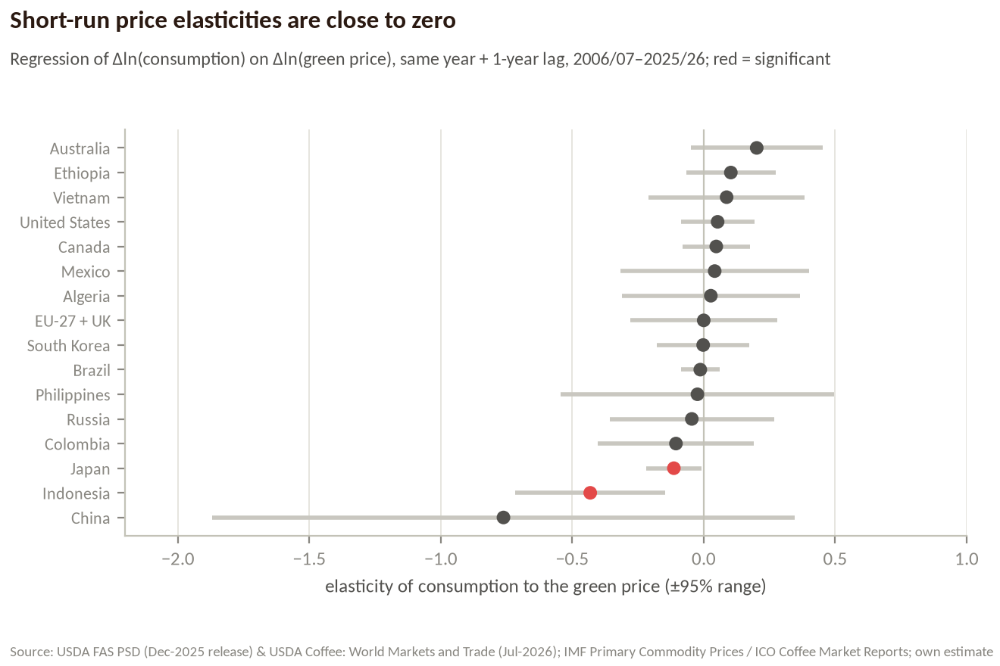 Short-run price elasticities are close to zero
Regression of Δln(consumption) on Δln(green price), same year + 1-year lag, 2006/07–2025/26; red = significant
Australia
Ethiopia
Vietnam
United States
Canada
Mexico
Algeria
EU-27 + UK
South Korea
Brazil
Philippines
Russia
Colombia
Japan
Indonesia
China
−2.0 −1.5 −1.0 −0.5 0.0 0.5 1.0
elasticity of consumption to the green price (±95% range)
Source: USDA FAS PSD (Dec-2025 release) & USDA Coffee: World Markets and Trade (Jul-2026); IMF Primary Commodity Prices / ICO Coffee Market Reports; own estimate